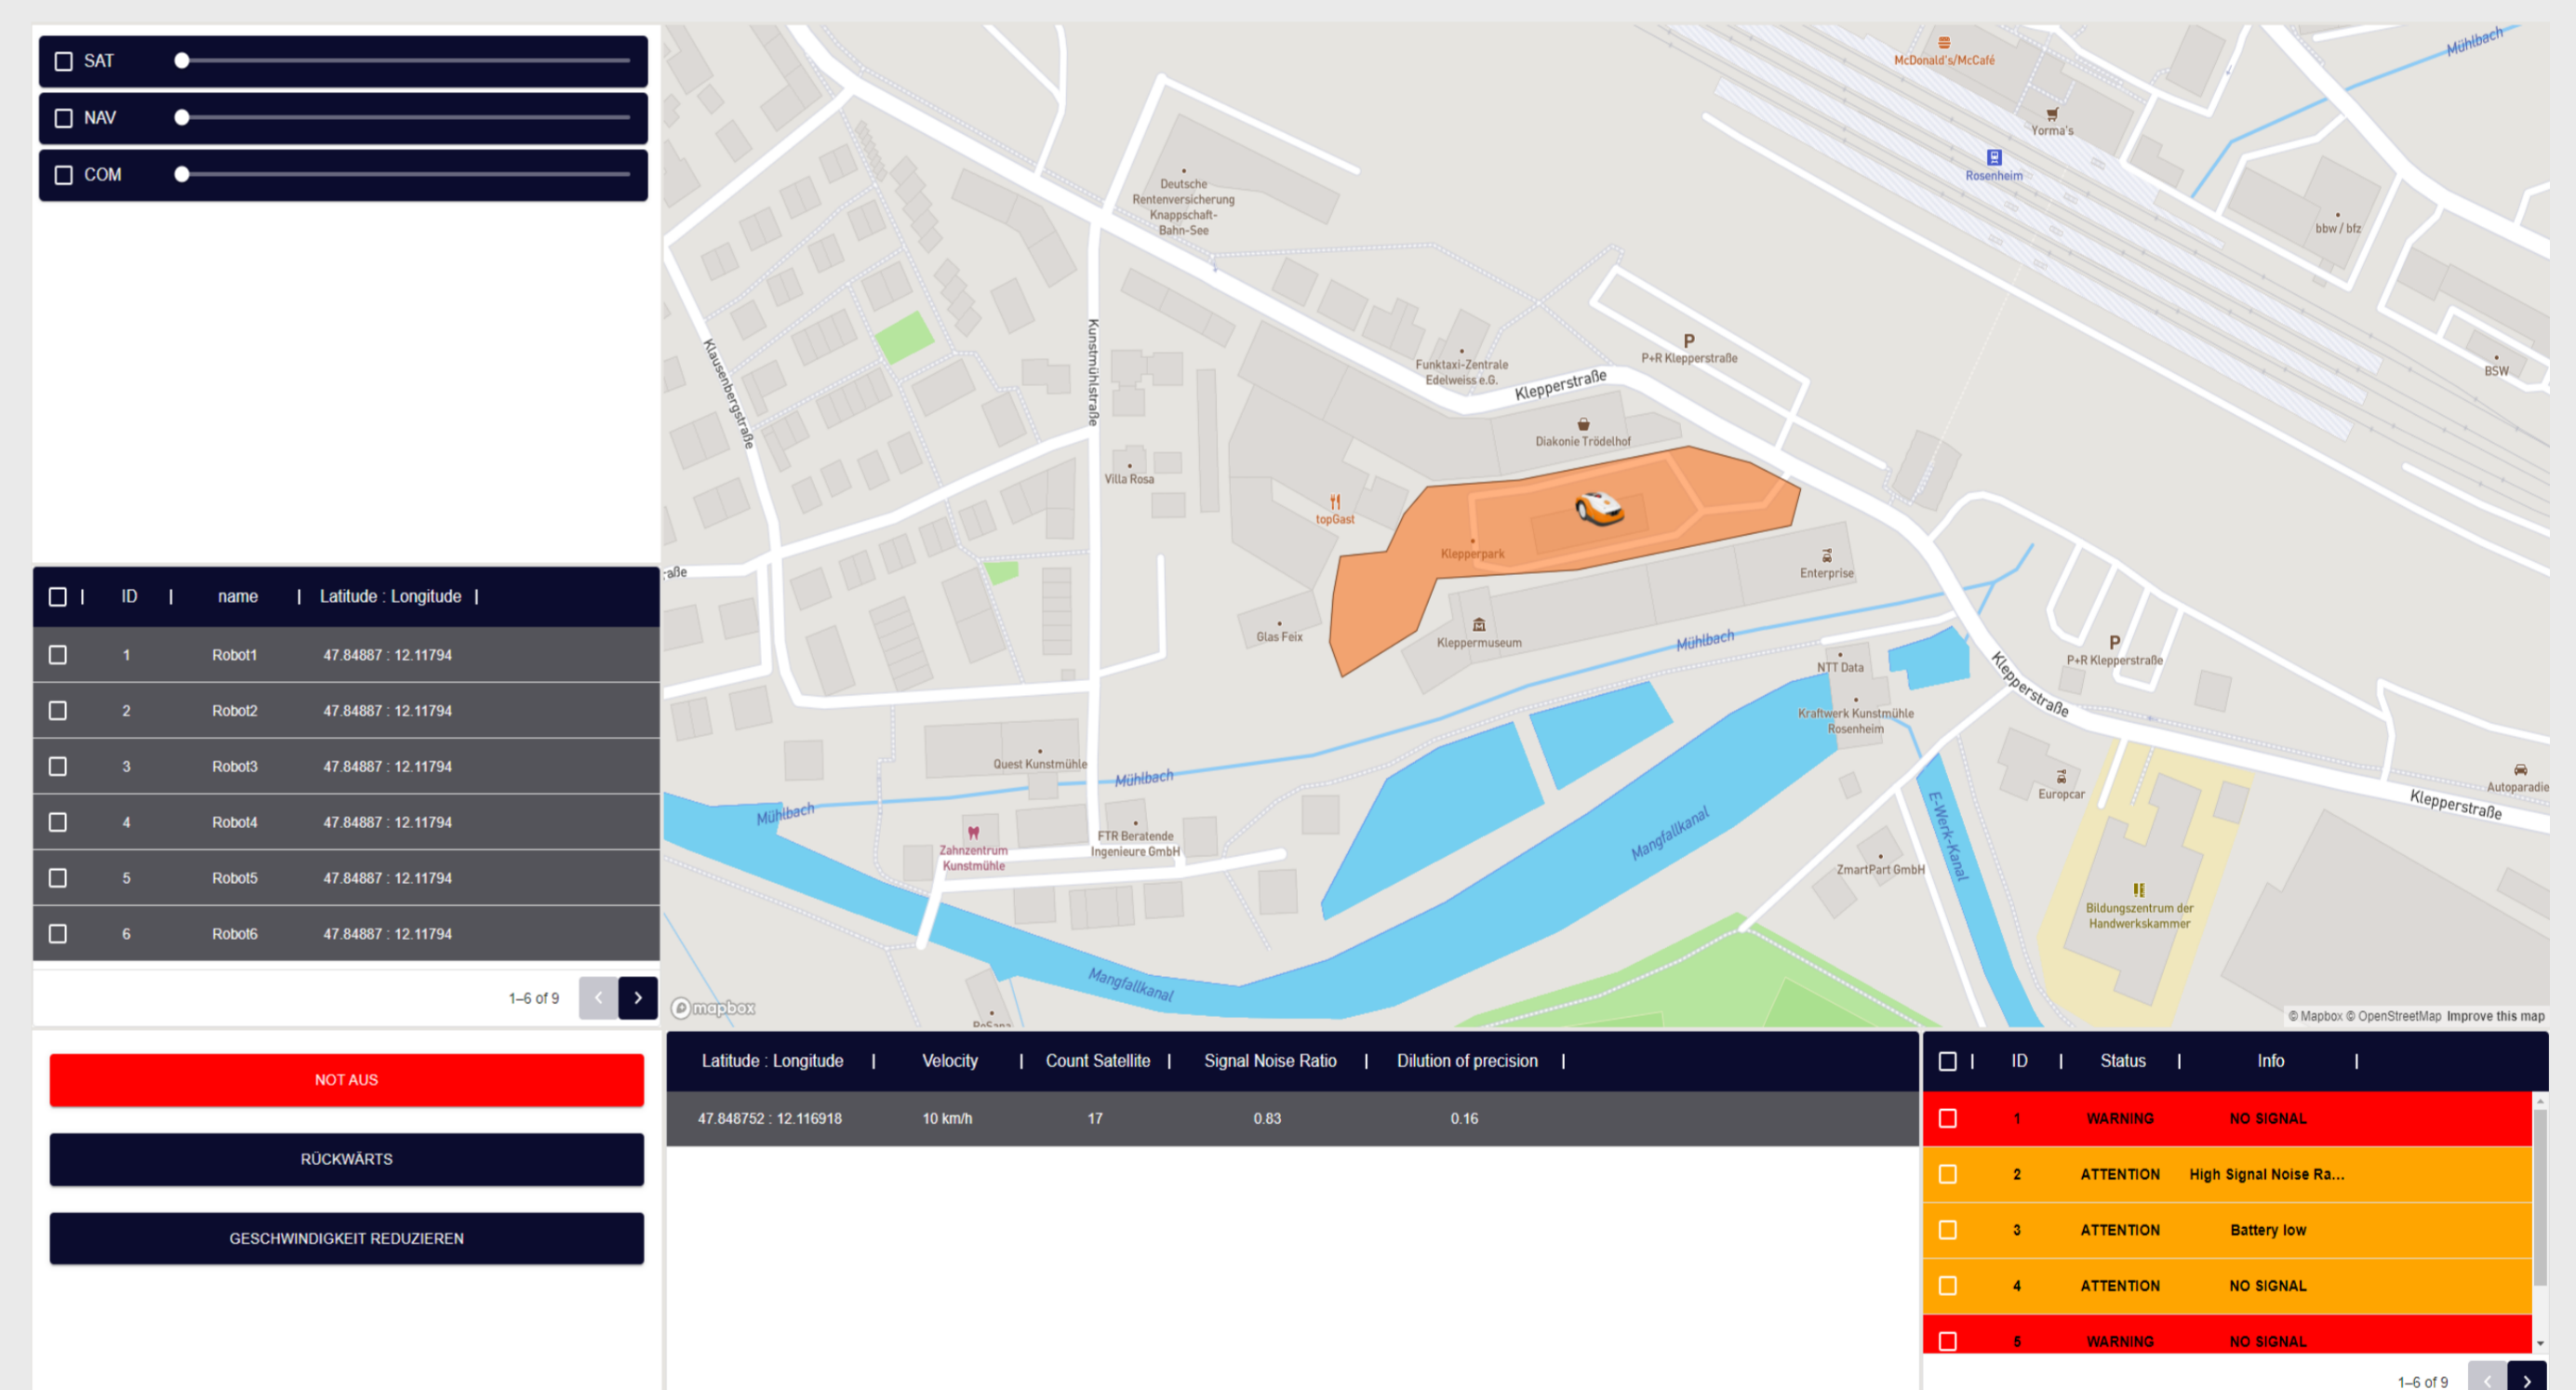 SAT
NAV
COM
ID | name | Latitude : Longitude |
1 Robot1 47.84887 : 12.11794
2 Robot2 47.84887 : 12.11794
3 Robot3 47.84887 : 12.11794
4 Robot4 47.84887 : 12.11794
5 Robot5 47.84887 : 12.11794
6 Robot6 47.84887 : 12.11794
1–6 of 9
NOT AUS
RÜCKWÄRTS
GESCHWINDIGKEIT REDUZIEREN
McDonald's/McCafé
Mühlbach
Yorma's
Rosenheim
bbw / bfz
BSW
Deutsche
Rentenversicherung
Knappschaft-
Bahn-See
Klausenbergstraße
Kunstmühlstraße
Funktaxi-Zentrale
Edelweiss e.G.
P
P+R Klepperstraße
Klepperstraße
Diakonie Trödelhof
Villa Rosa
topGast
Klepperpark
Enterprise
raße
Glas Feix
Kleppermuseum
Mühlbach
NTT Data
Kraftwerk Kunstmühle
Rosenheim
Klepperstraße
P
P+R Klepperstraße
Quest Kunstmühle
Mühlbach
Mühlbach
Zahnzentrum
Kunstmühle
FTR Beratende
Ingenieure GmbH
Mangfallkanal
E-Werk-Kanal
ZmartPart GmbH
Europcar
Autoparadie
Klepperstraße
Bildungszentrum der
Handwerkskammer
Mangfallkanal
RoSana
mapbox
© Mapbox © OpenStreetMap Improve this map
Latitude : Longitude | Velocity | Count Satellite | Signal Noise Ratio | Dilution of precision |
47.848752 : 12.116918 10 km/h 17 0.83 0.16
ID | Status | Info |
1 WARNING NO SIGNAL
2 ATTENTION High Signal Noise Ra...
3 ATTENTION Battery low
4 ATTENTION NO SIGNAL
5 WARNING NO SIGNAL
1–6 of 9